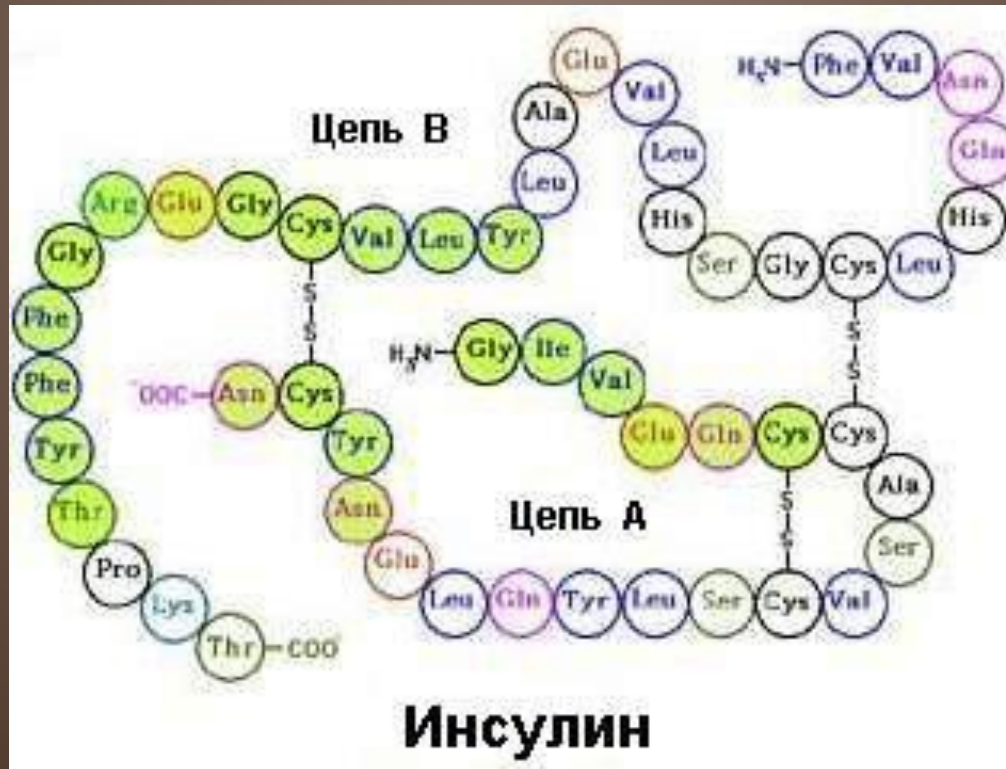 Цепь B
H₃N–Phe Val Asn Gln His Leu Cys Gly Ser His Leu Val Glu Ala Leu Tyr Leu Val Cys Gly Glu Arg Gly Phe Phe Tyr Thr Pro Lys Thr–COO
S
S
S
S
H₃N–Gly Ile Val Glu Gln Cys Cys Ala Ser Val Cys Ser Leu Tyr Gln Leu Glu Asn Tyr Cys Asn–OOC⁻
S
S
Цепь A
Инсулин